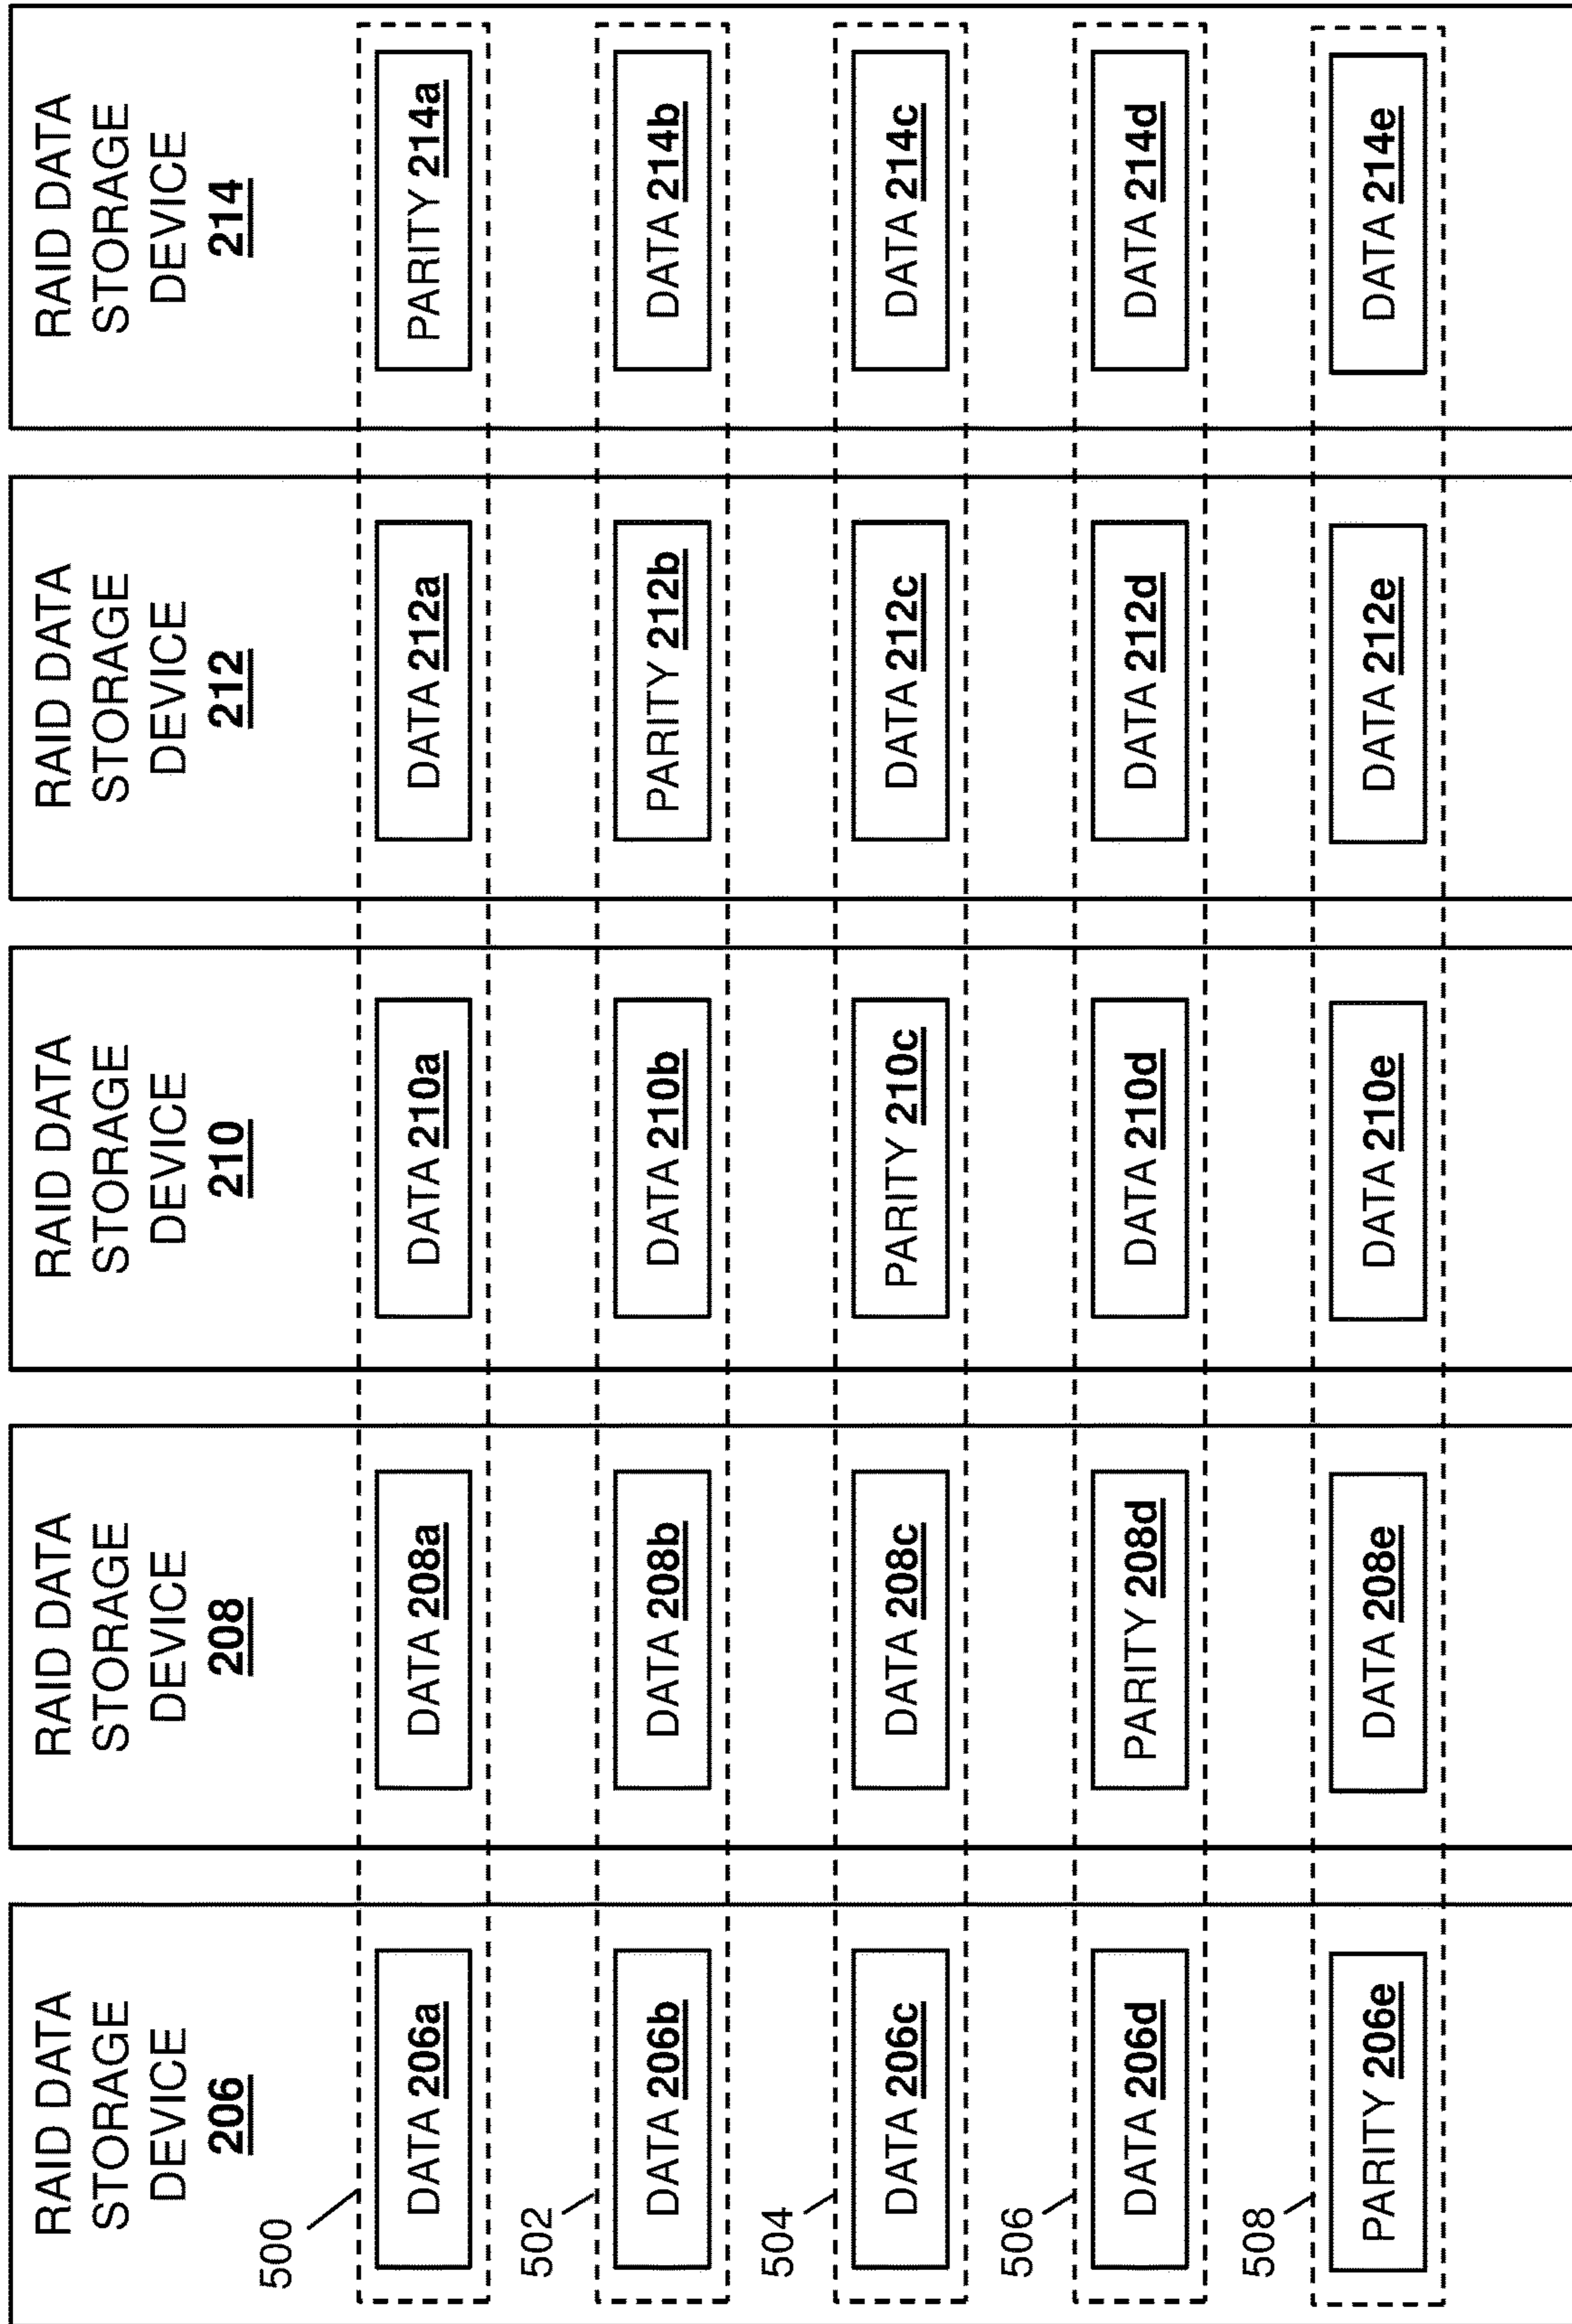 RAID DATA
STORAGE
DEVICE
206
RAID DATA
STORAGE
DEVICE
208
RAID DATA
STORAGE
DEVICE
210
RAID DATA
STORAGE
DEVICE
212
RAID DATA
STORAGE
DEVICE
214
500
DATA 206a
DATA 208a
DATA 210a
DATA 212a
PARITY 214a
502
DATA 206b
DATA 208b
DATA 210b
PARITY 212b
DATA 214b
504
DATA 206c
DATA 208c
PARITY 210c
DATA 212c
DATA 214c
506
DATA 206d
PARITY 208d
DATA 210d
DATA 212d
DATA 214d
508
PARITY 206e
DATA 208e
DATA 210e
DATA 212e
DATA 214e